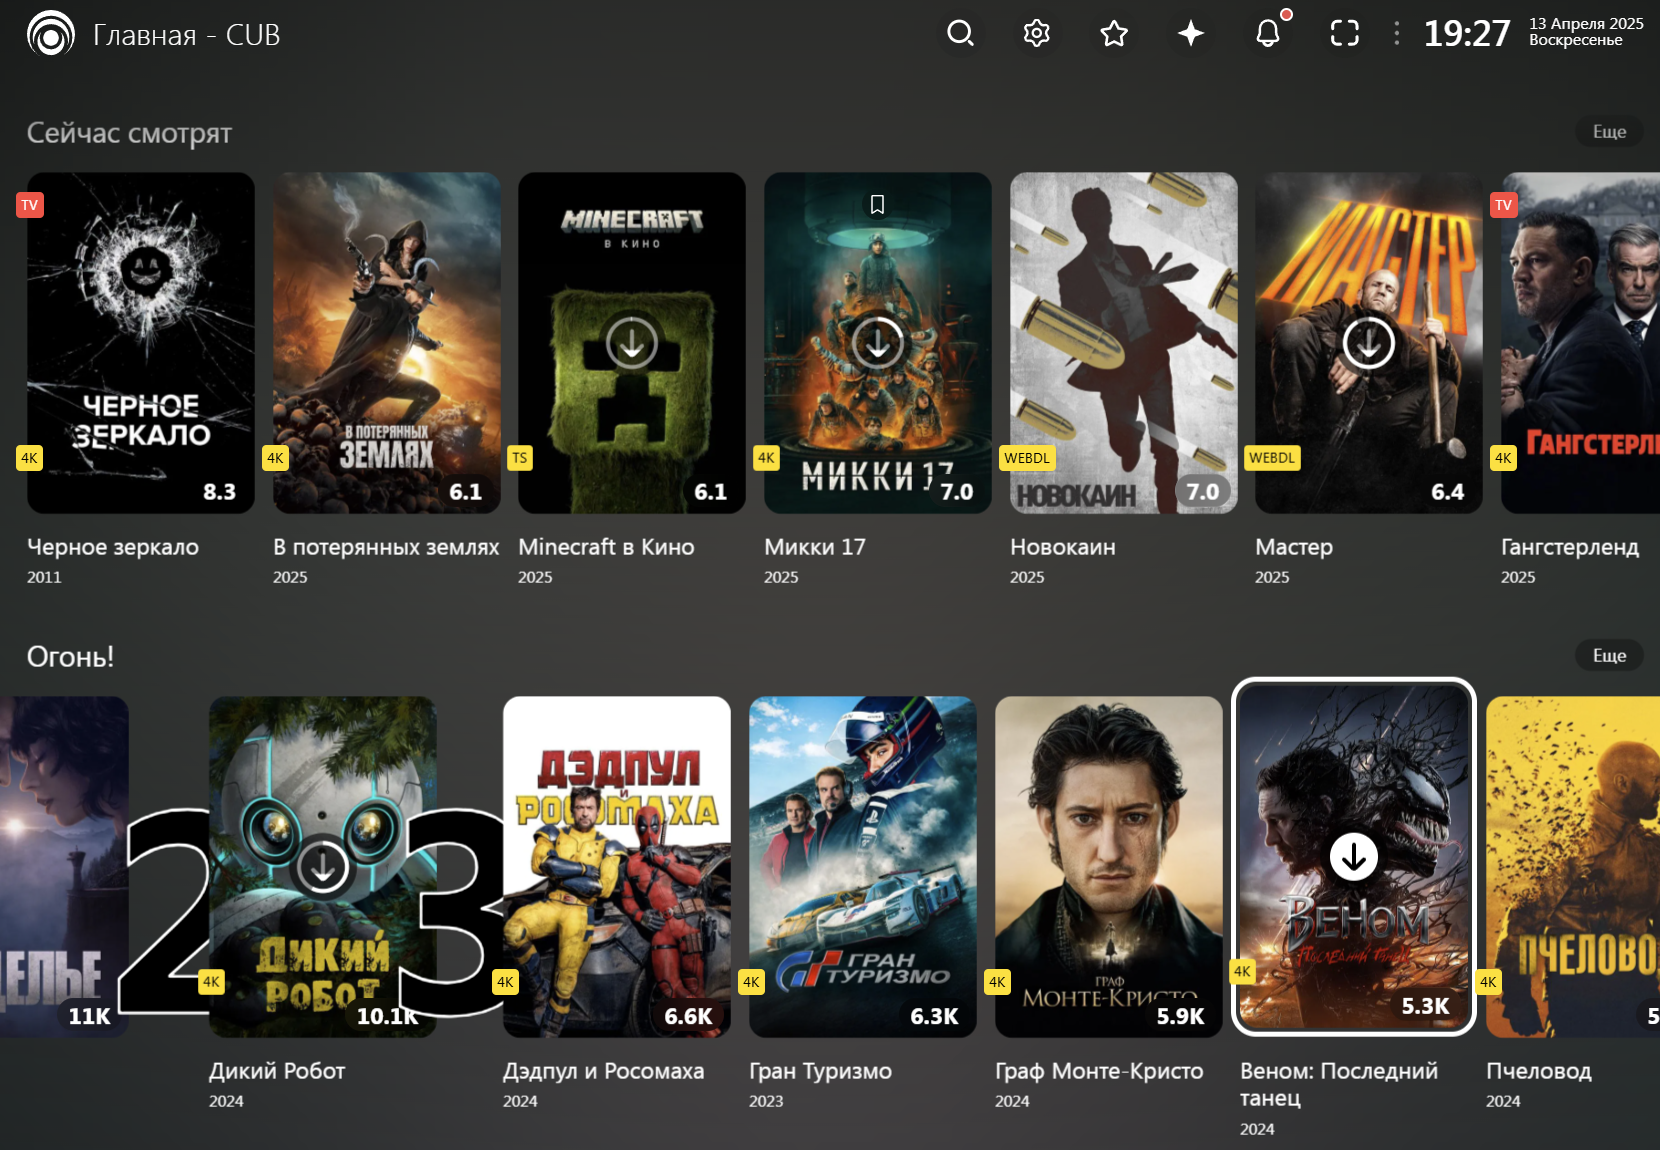 Главная - CUB
19:27
13 Апреля 2025
Воскресенье
Сейчас смотрят
Еще
TV
ЧЕРНОЕ
ЗЕРКАЛО
4K
8.3
Черное зеркало
2011
В ПОТЕРЯННЫХ
ЗЕМЛЯХ
4K
6.1
В потерянных землях
2025
MINECRAFT
В КИНО
TS
6.1
Minecraft в Кино
2025
4K
МИККИ 17
7.0
Микки 17
2025
WEBDL
НОВОКАИН
7.0
Новокаин
2025
МАСТЕР
WEBDL
6.4
Мастер
2025
TV
ГАНГСТЕРЛЕ
4K
Гангстерленд
2025
Огонь!
Еще
ДЕЛЬЕ
11K
2
ДИКИЙ
РОБОТ
4K
10.1K
Дикий Робот
2024
3
ДЭДПУЛ
И
РОСОМАХА
4K
6.6K
Дэдпул и Росомаха
2024
ГРАН
ТУРИЗМО
4K
6.3K
Гран Туризмо
2023
ГРАФ
МОНТЕ-КРИСТО
4K
5.9K
Граф Монте-Кристо
2024
ВЕНОМ
ПОСЛЕДНИЙ ТАНЕЦ
4K
5.3K
Веном: Последний
танец
2024
ПЧЕЛОВО
4K
5
Пчеловод
2024